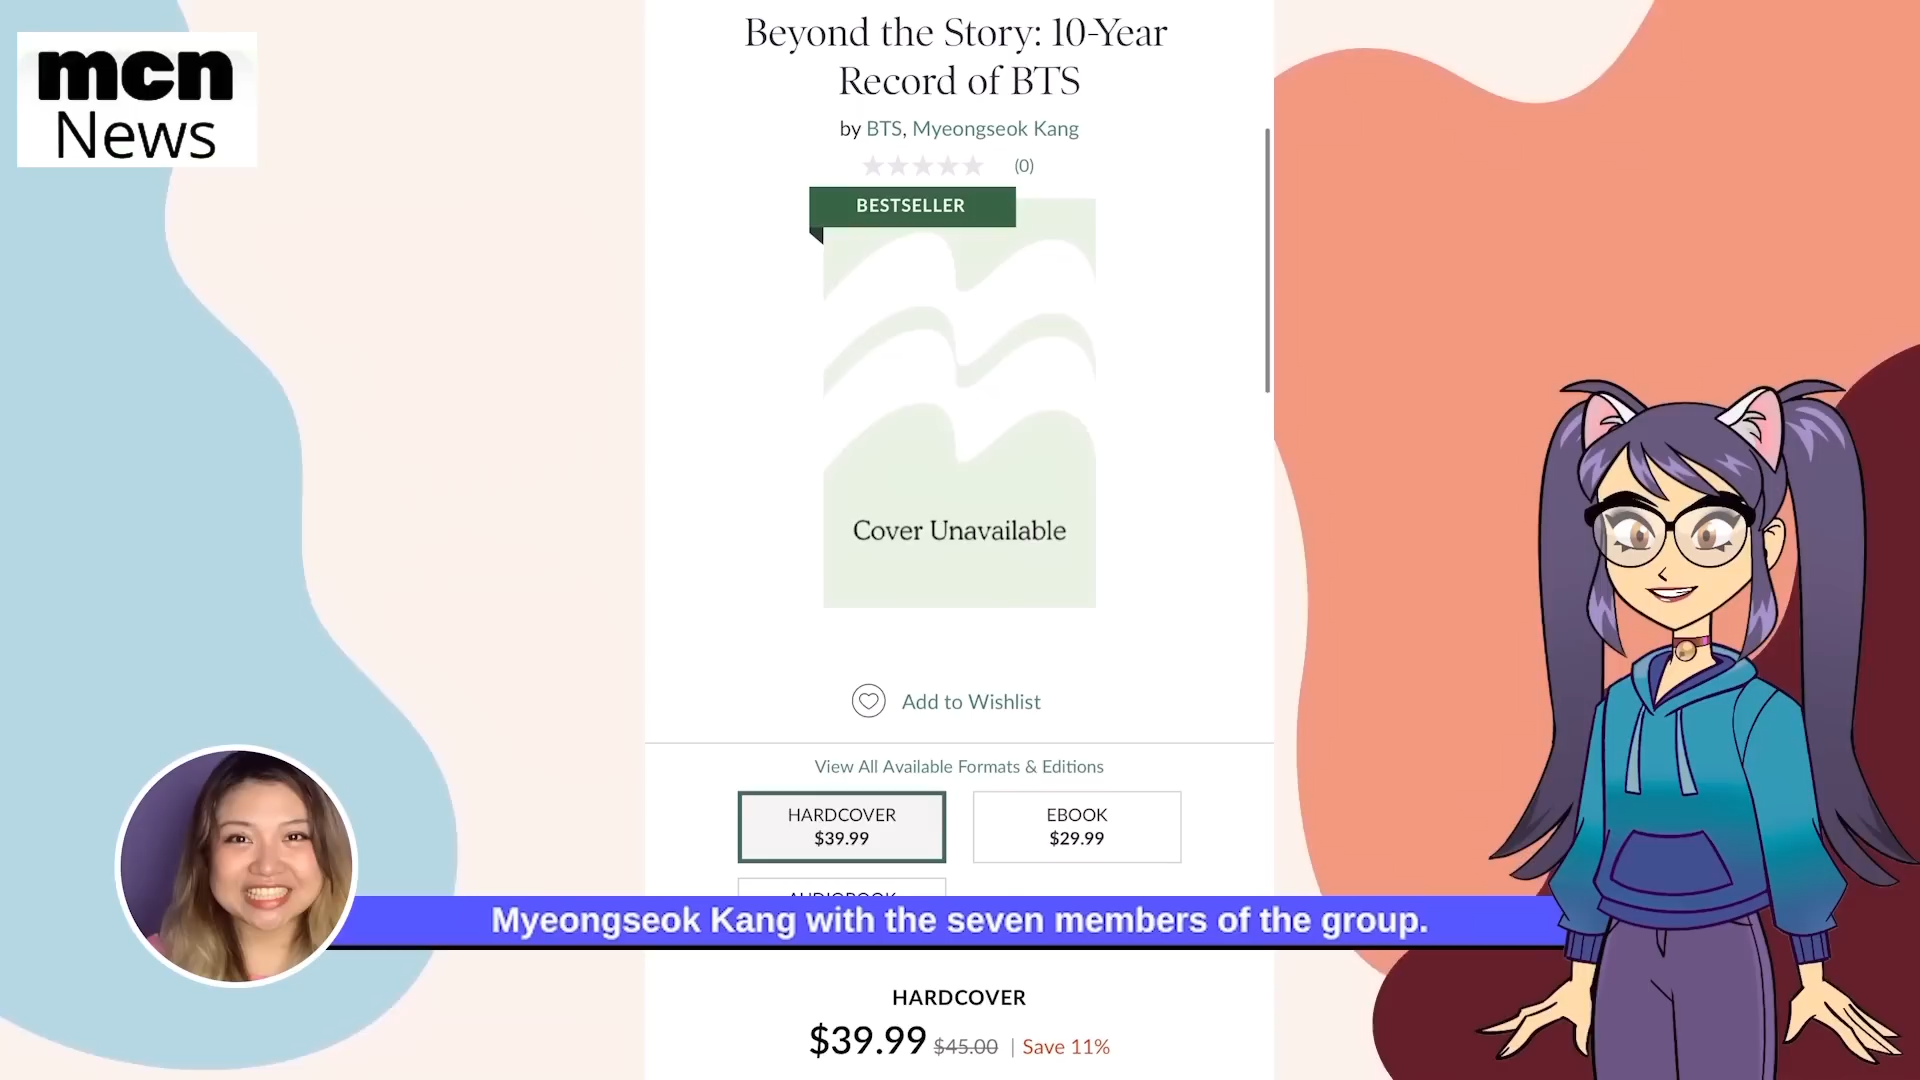 mcn
News
Beyond the Story: 10-Year
Record of BTS
by BTS, Myeongseok Kang
(0)
BESTSELLER
Cover Unavailable
Add to Wishlist
View All Available Formats & Editions
HARDCOVER
$39.99
EBOOK
$29.99
AUDIOBOOK
Myeongseok Kang with the seven members of the group.
HARDCOVER
$39.99 $45.00 | Save 11%